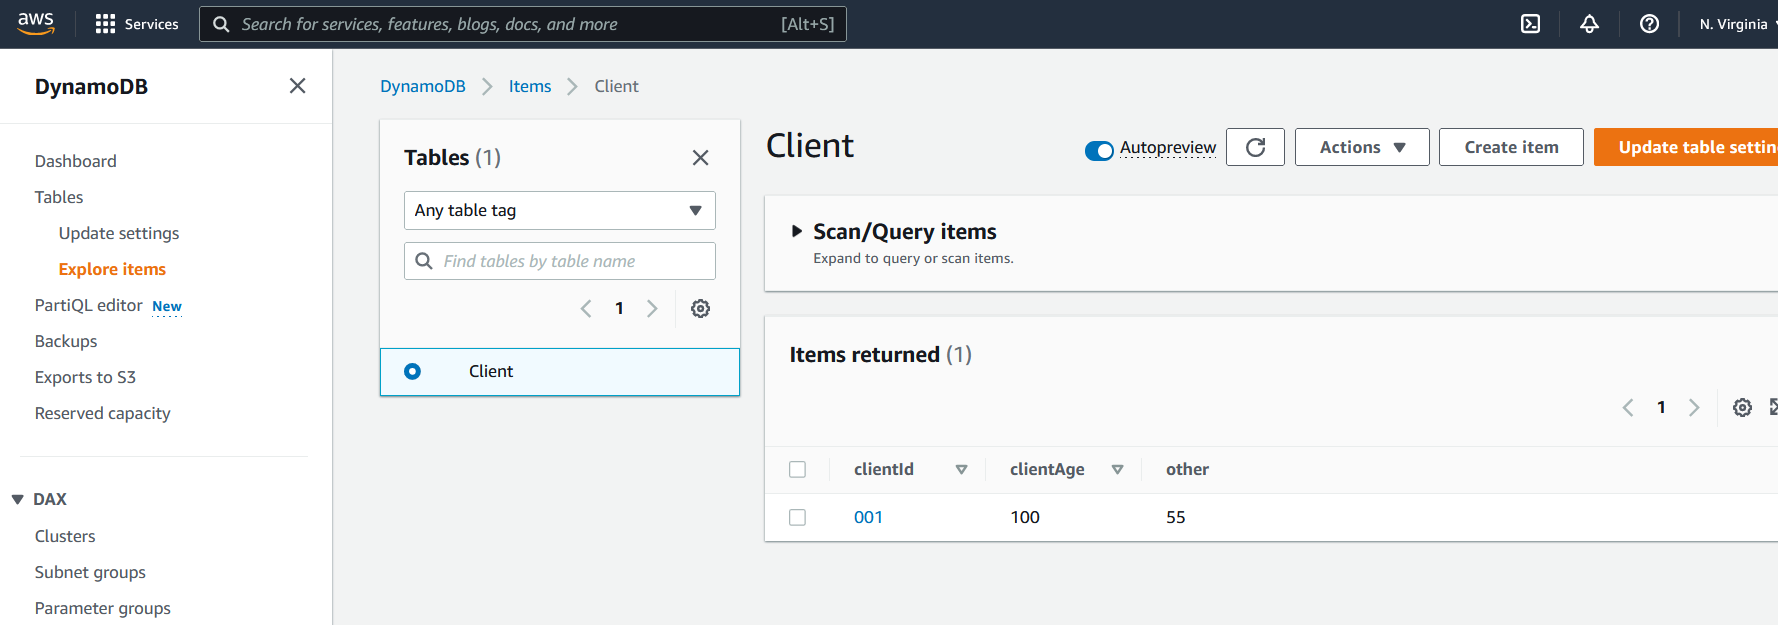 aws
Services
Search for services, features, blogs, docs, and more
[Alt+S]
N. Virginia
DynamoDB
Dashboard
Tables
Update settings
Explore items
PartiQL editor New
Backups
Exports to S3
Reserved capacity
DAX
Clusters
Subnet groups
Parameter groups
DynamoDB
Items
Client
Tables (1)
Any table tag
Find tables by table name
1
Client
Client
Autopreview
Actions
Create item
Update table settin
Scan/Query items
Expand to query or scan items.
Items returned (1)
1
clientId clientAge other
001 100 55